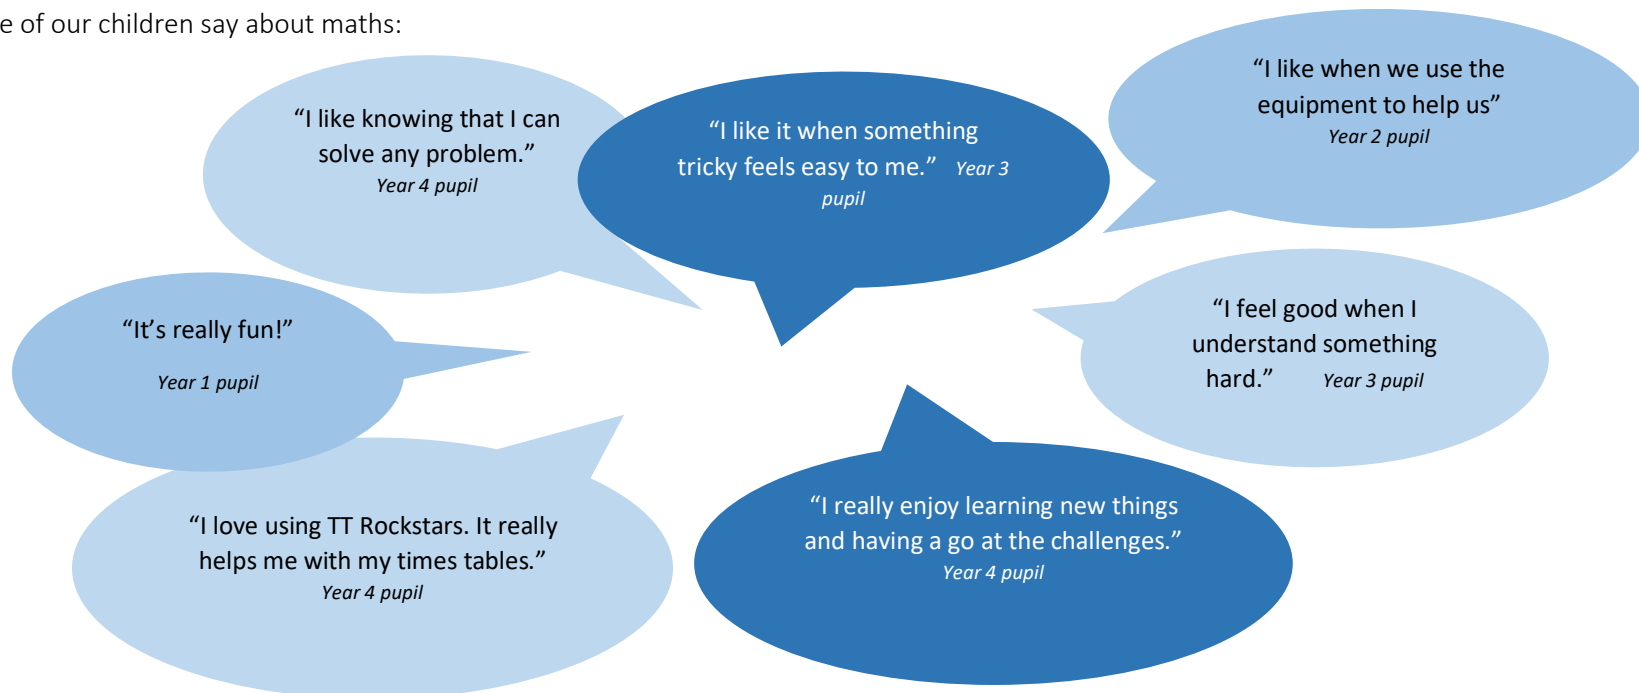 e of our children say about maths:
“I like knowing that I can
solve any problem.”
Year 4 pupil
“I like it when something
tricky feels easy to me.” Year 3
pupil
“I like when we use the
equipment to help us”
Year 2 pupil
“It’s really fun!”
Year 1 pupil
“I feel good when I
understand something
hard.” Year 3 pupil
“I love using TT Rockstars. It really
helps me with my times tables.”
Year 4 pupil
“I really enjoy learning new things
and having a go at the challenges.”
Year 4 pupil